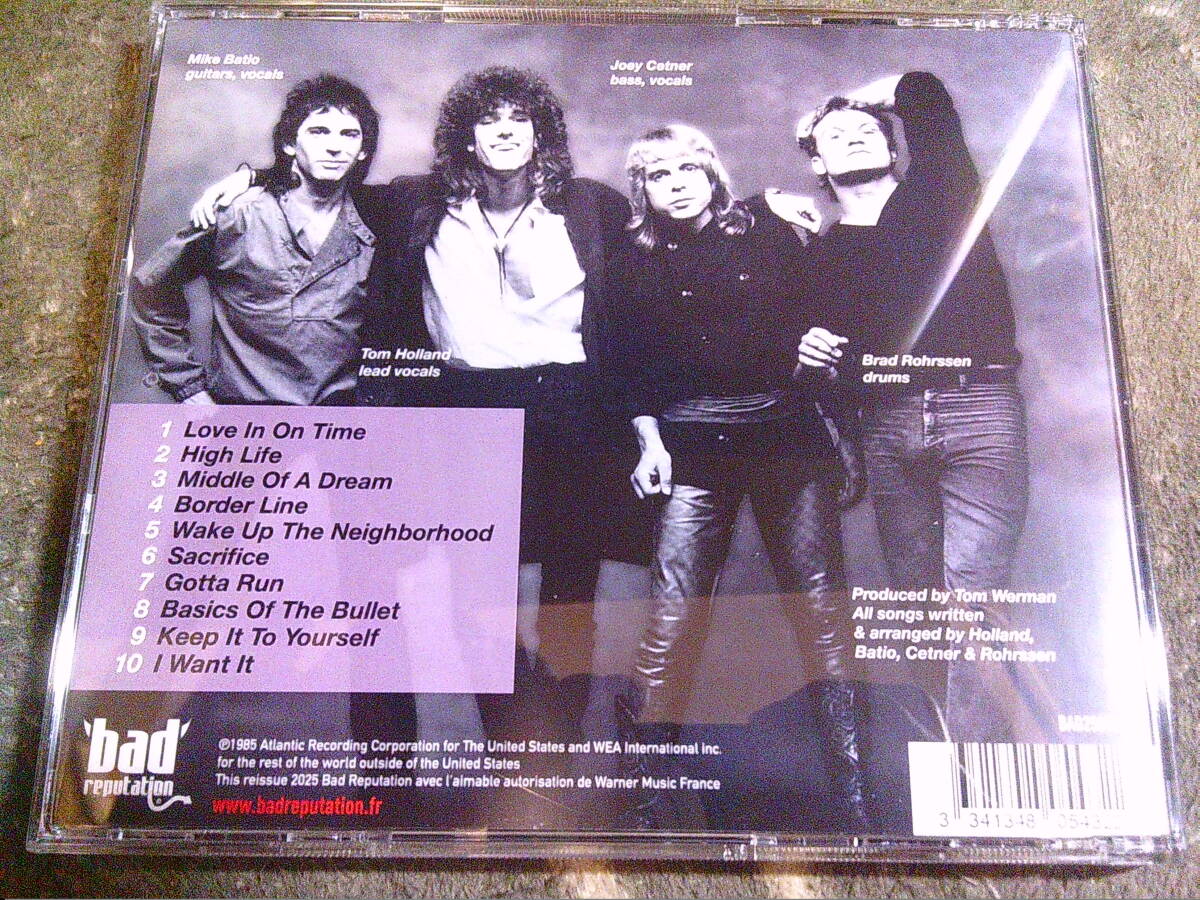 Mike Batio
guitars, vocals
Joey Cetner
bass, vocals
Tom Holland
lead vocals
Brad Rohrssen
drums
1 Love In On Time
2 High Life
3 Middle Of A Dream
4 Border Line
5 Wake Up The Neighborhood
6 Sacrifice
7 Gotta Run
8 Basics Of The Bullet
9 Keep It To Yourself
10 I Want It
Produced by Tom Werman
All songs written
& arranged by Holland,
Batio, Cetner & Rohrssen
bad
reputation
℗1985 Atlantic Recording Corporation for The United States and WEA International inc.
for the rest of the world outside of the United States
This reissue 2025 Bad Reputation avec l'aimable autorisation de Warner Music France
www.badreputation.fr
3 341348